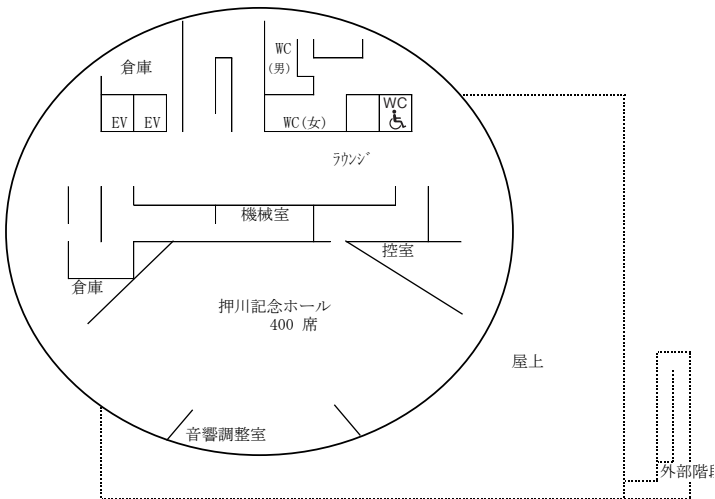 WC
(男)
倉庫
WC
EV
EV
WC(女)
ﾗｳﾝｼﾞ
機械室
控室
倉庫
押川記念ホール
400 席
屋上
音響調整室
外部階段